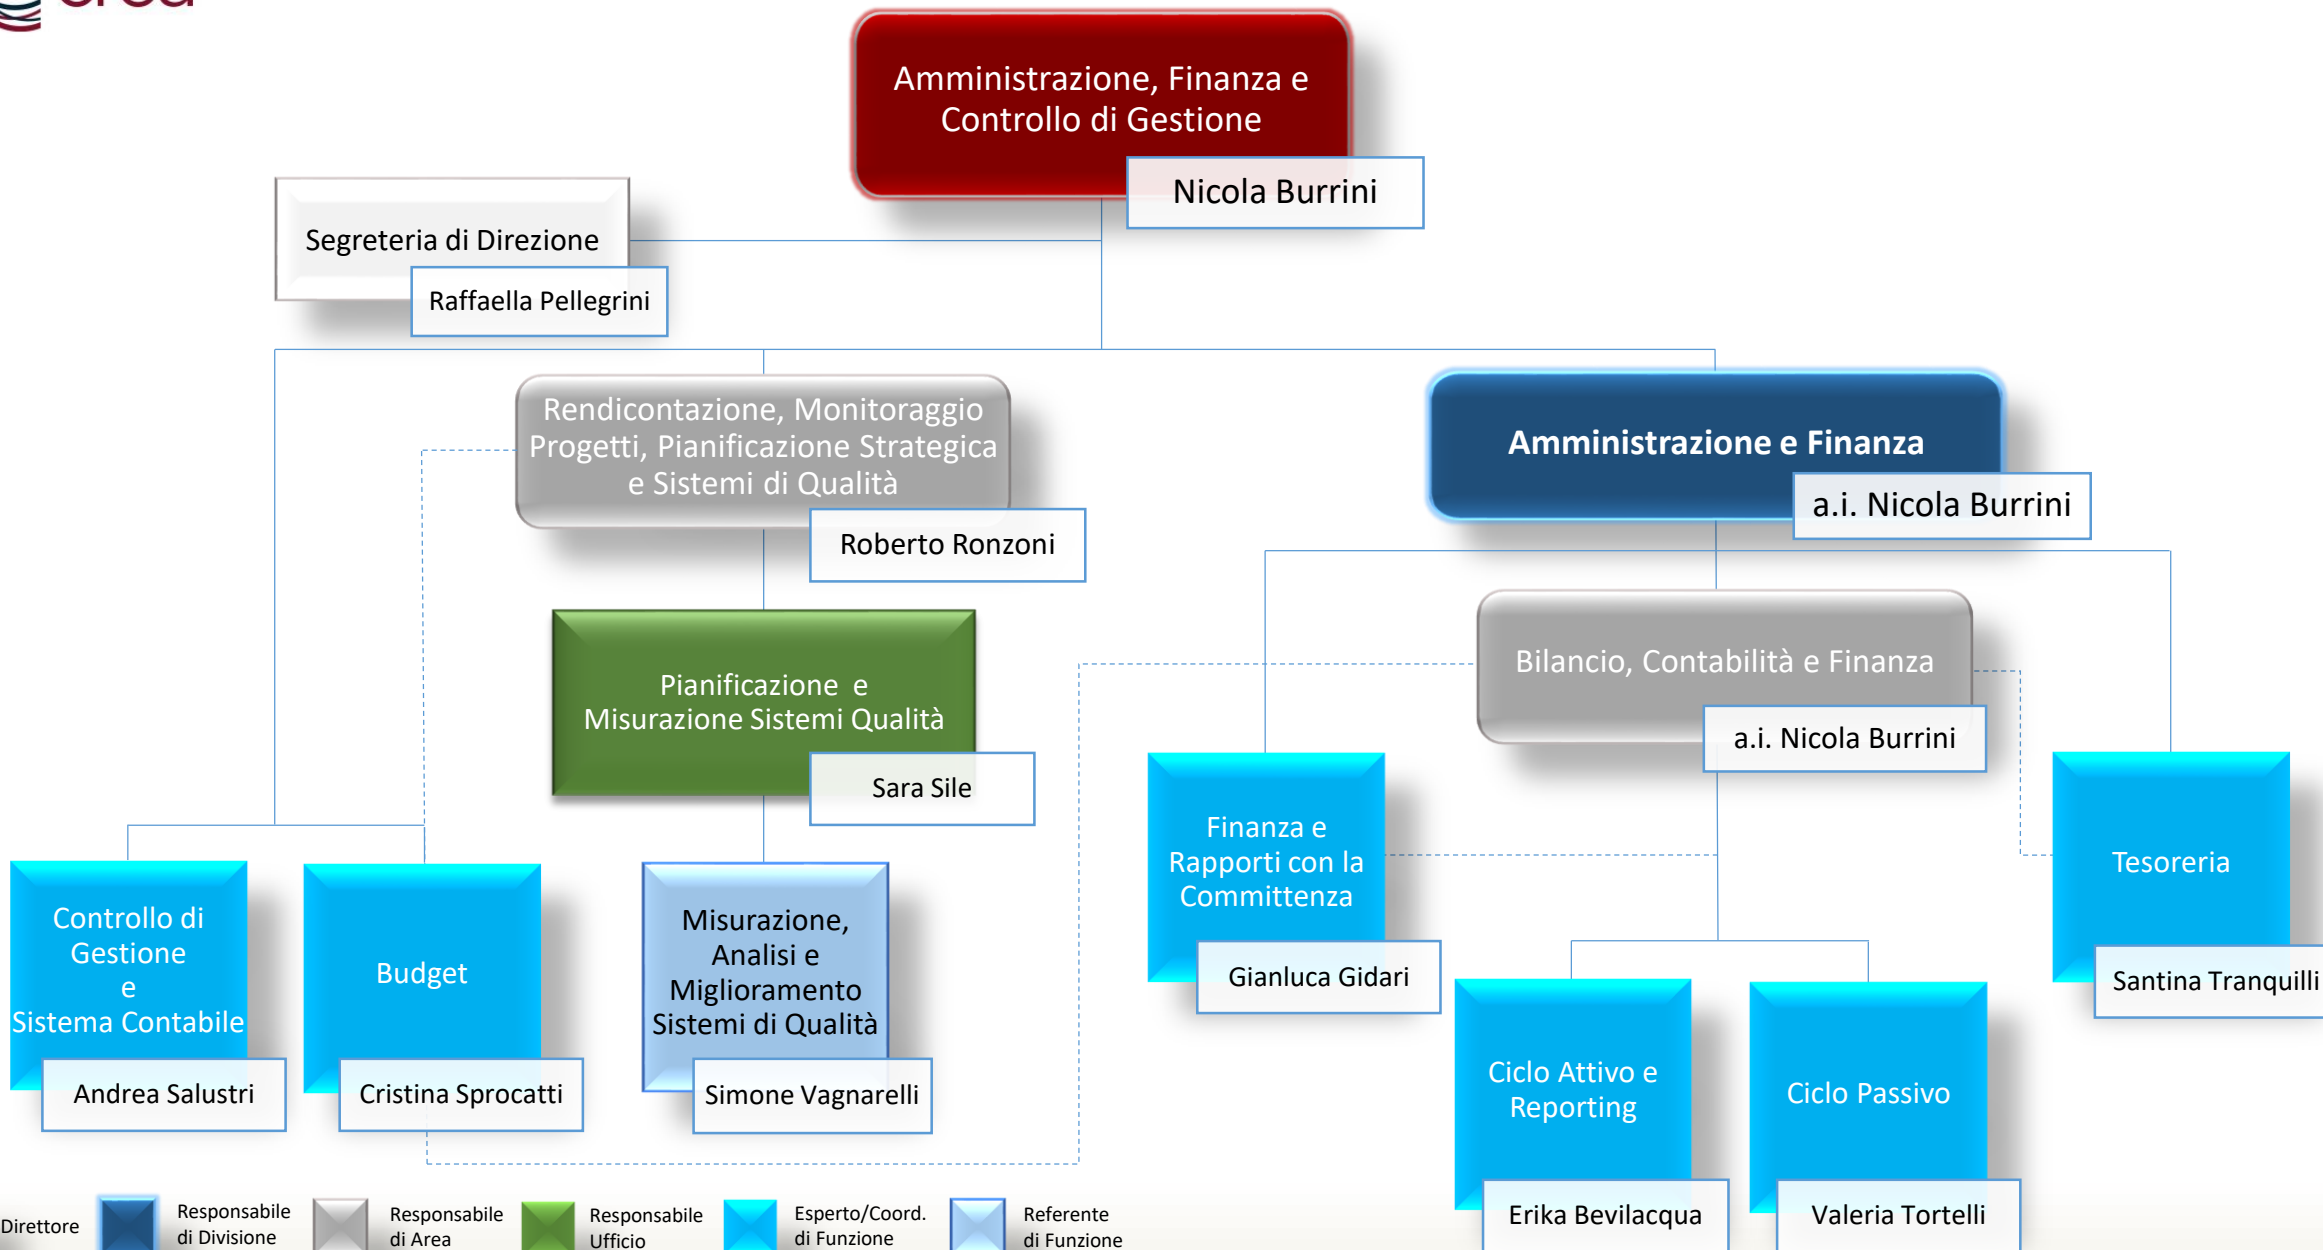 Amministrazione, Finanza e
Controllo di Gestione
Nicola Burrini
Segreteria di Direzione
Raffaella Pellegrini
Rendicontazione, Monitoraggio
Progetti, Pianificazione Strategica
e Sistemi di Qualità
Roberto Ronzoni
Amministrazione e Finanza
a.i. Nicola Burrini
Pianificazione e
Misurazione Sistemi Qualità
Sara Sile
Bilancio, Contabilità e Finanza
a.i. Nicola Burrini
Controllo di
Gestione
e
Sistema Contabile
Andrea Salustri
Budget
Cristina Sprocatti
Misurazione,
Analisi e
Miglioramento
Sistemi di Qualità
Simone Vagnarelli
Finanza e
Rapporti con la
Committenza
Gianluca Gidari
Ciclo Attivo e
Reporting
Erika Bevilacqua
Ciclo Passivo
Valeria Tortelli
Tesoreria
Santina Tranquilli
Direttore
Responsabile
di Divisione
Responsabile
di Area
Responsabile
Ufficio
Esperto/Coord.
di Funzione
Referente
di Funzione